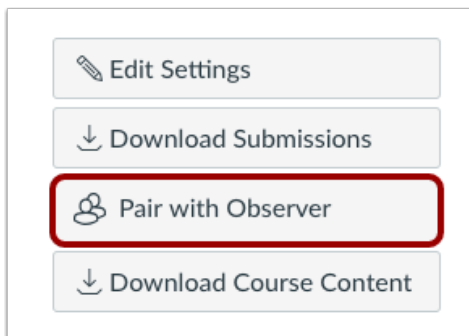 Edit Settings
Download Submissions
Pair with Observer
Download Course Content